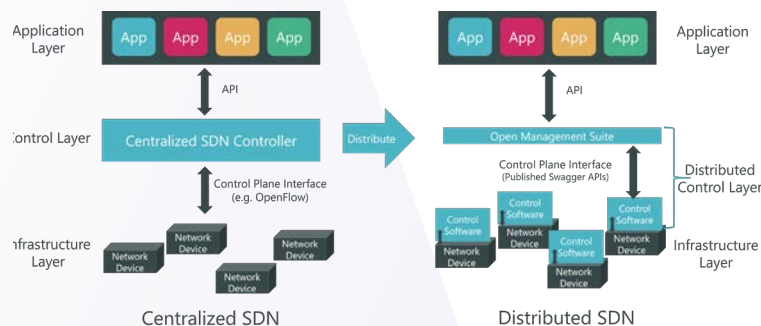 Application
Layer
App App App App
API
ontrol Layer
Centralized SDN Controller
Control Plane Interface
(e.g. OpenFlow)
nfrastructure
Layer
Network
Device
Network
Device
Network
Device
Network
Device
Centralized SDN
Distribute
App App App App
Application
Layer
API
Open Management Suite
Control Plane Interface
(Published Swagger APIs)
Distributed
Control Layer
Control
Software
Network
Device
Control
Software
Network
Device
Control
Software
Network
Device
Control
Software
Network
Device
Infrastructure
Layer
Distributed SDN